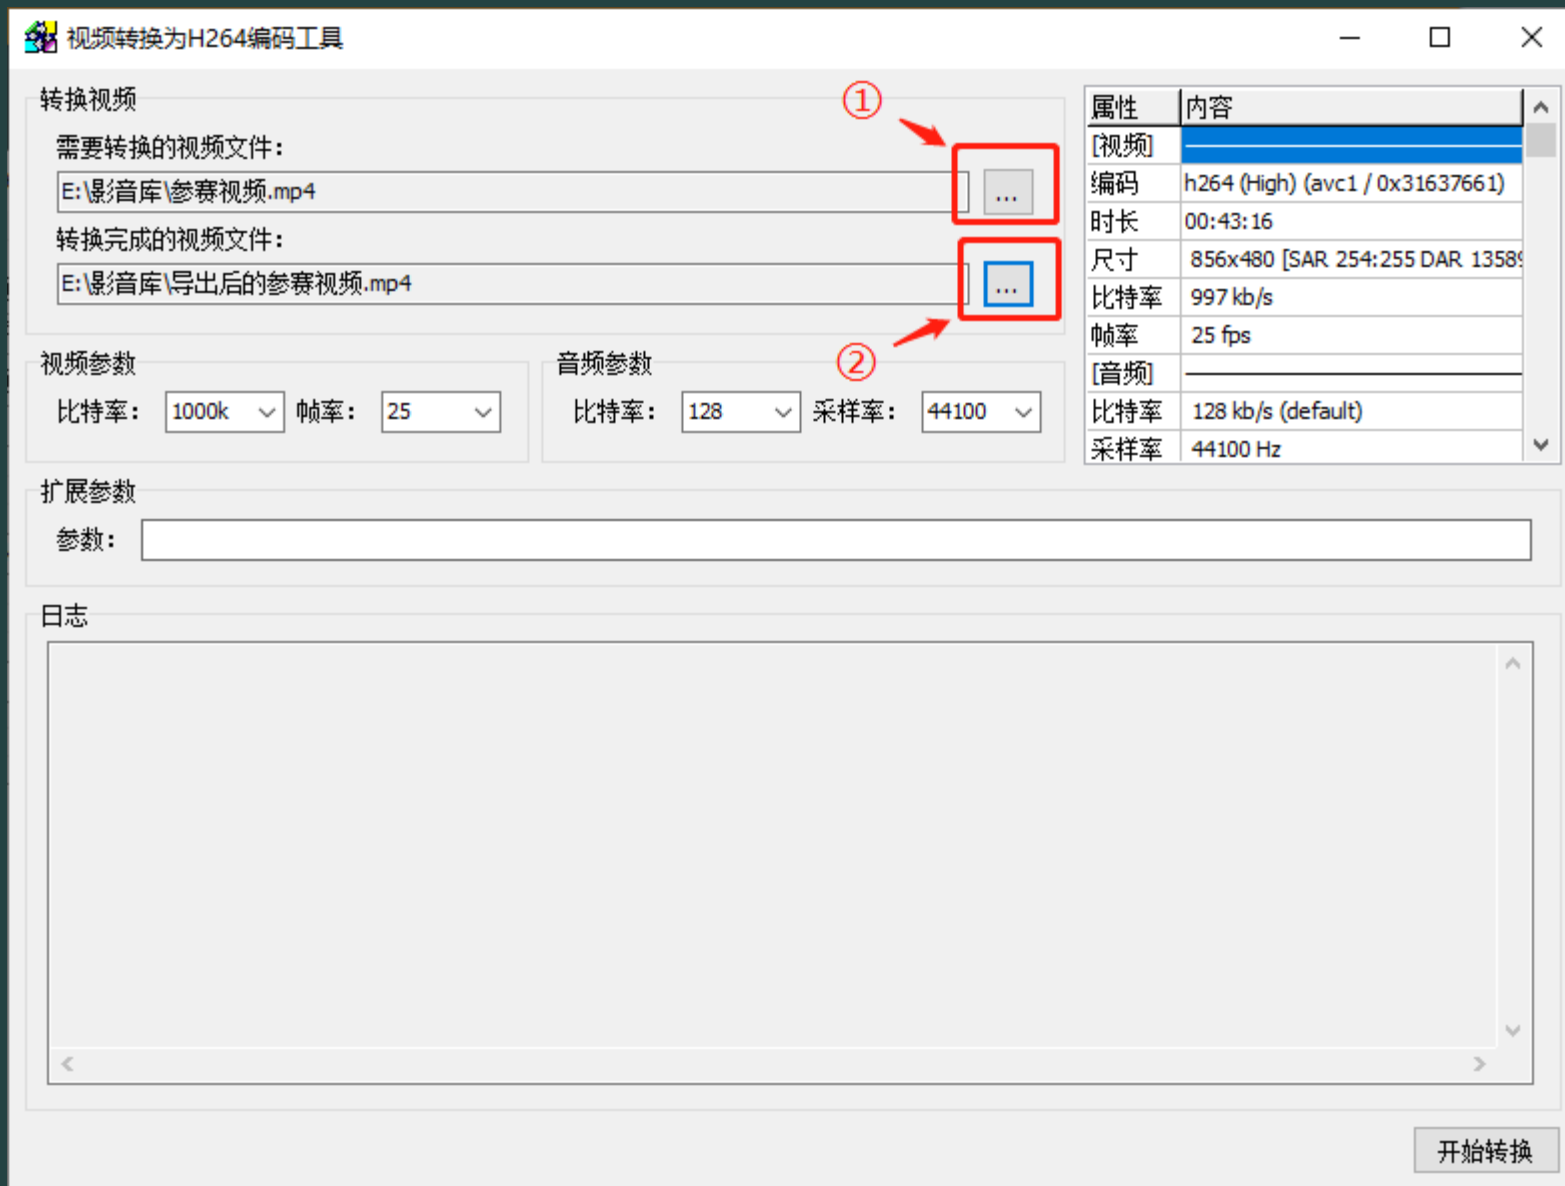 视频转换为H264编码工具
转换视频
①
需要转换的视频文件：
E:\影音库\参赛视频.mp4
...
转换完成的视频文件：
E:\影音库\导出后的参赛视频.mp4
...
②
属性 内容
[视频]
编码 h264 (High) (avc1 / 0x31637661)
时长 00:43:16
尺寸 856x480 [SAR 254:255 DAR 13589
比特率 997 kb/s
帧率 25 fps
[音频]
比特率 128 kb/s (default)
采样率 44100 Hz
视频参数
比特率： 1000k 帧率： 25
音频参数
比特率： 128 采样率： 44100
扩展参数
参数：
日志
开始转换